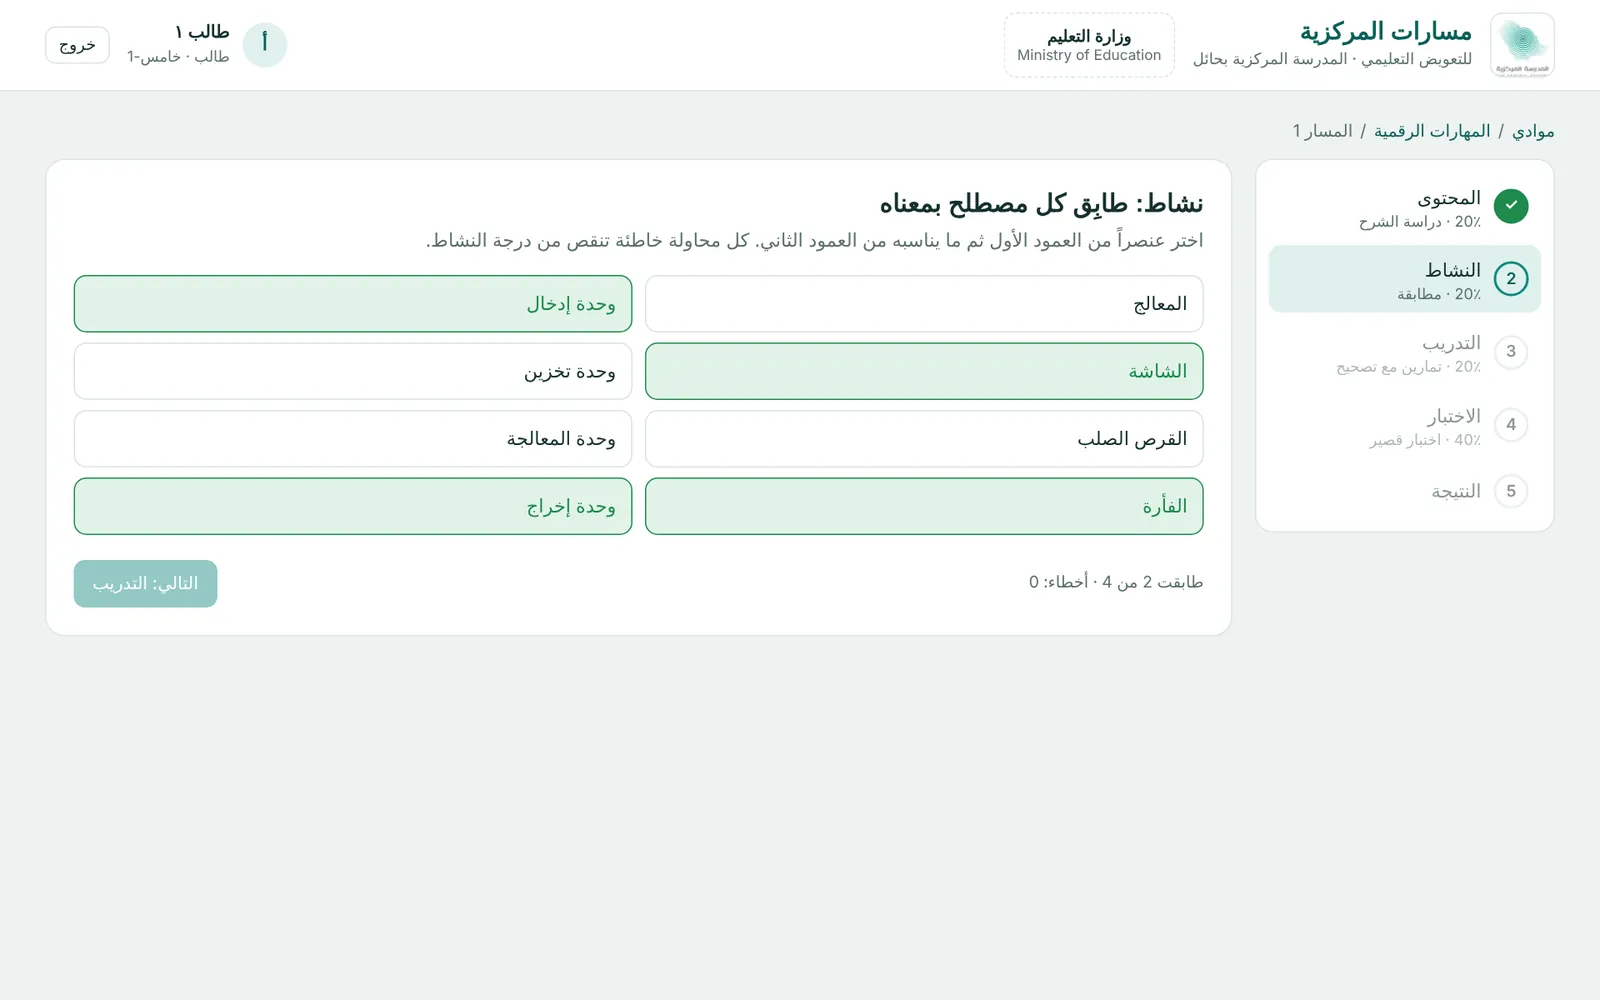 مسارات المركزية
للتعويض التعليمي · المدرسة المركزية بحائل
وزارة التعليم
Ministry of Education
أ
طالب ١
طالب · خامس-1
خروج
موادي / المهارات الرقمية / المسار 1
المحتوى
20٪ · دراسة الشرح
2
النشاط
20٪ · مطابقة
3
التدريب
20٪ · تمارين مع تصحيح
4
الاختبار
40٪ · اختبار قصير
5
النتيجة
نشاط: طابِق كل مصطلح بمعناه
اختر عنصراً من العمود الأول ثم ما يناسبه من العمود الثاني. كل محاولة خاطئة تنقص من درجة النشاط.
المعالج
وحدة إدخال
الشاشة
وحدة تخزين
القرص الصلب
وحدة المعالجة
الفأرة
وحدة إخراج
طابقت 2 من 4 · أخطاء: 0
التالي: التدريب
المدرسة المركزية